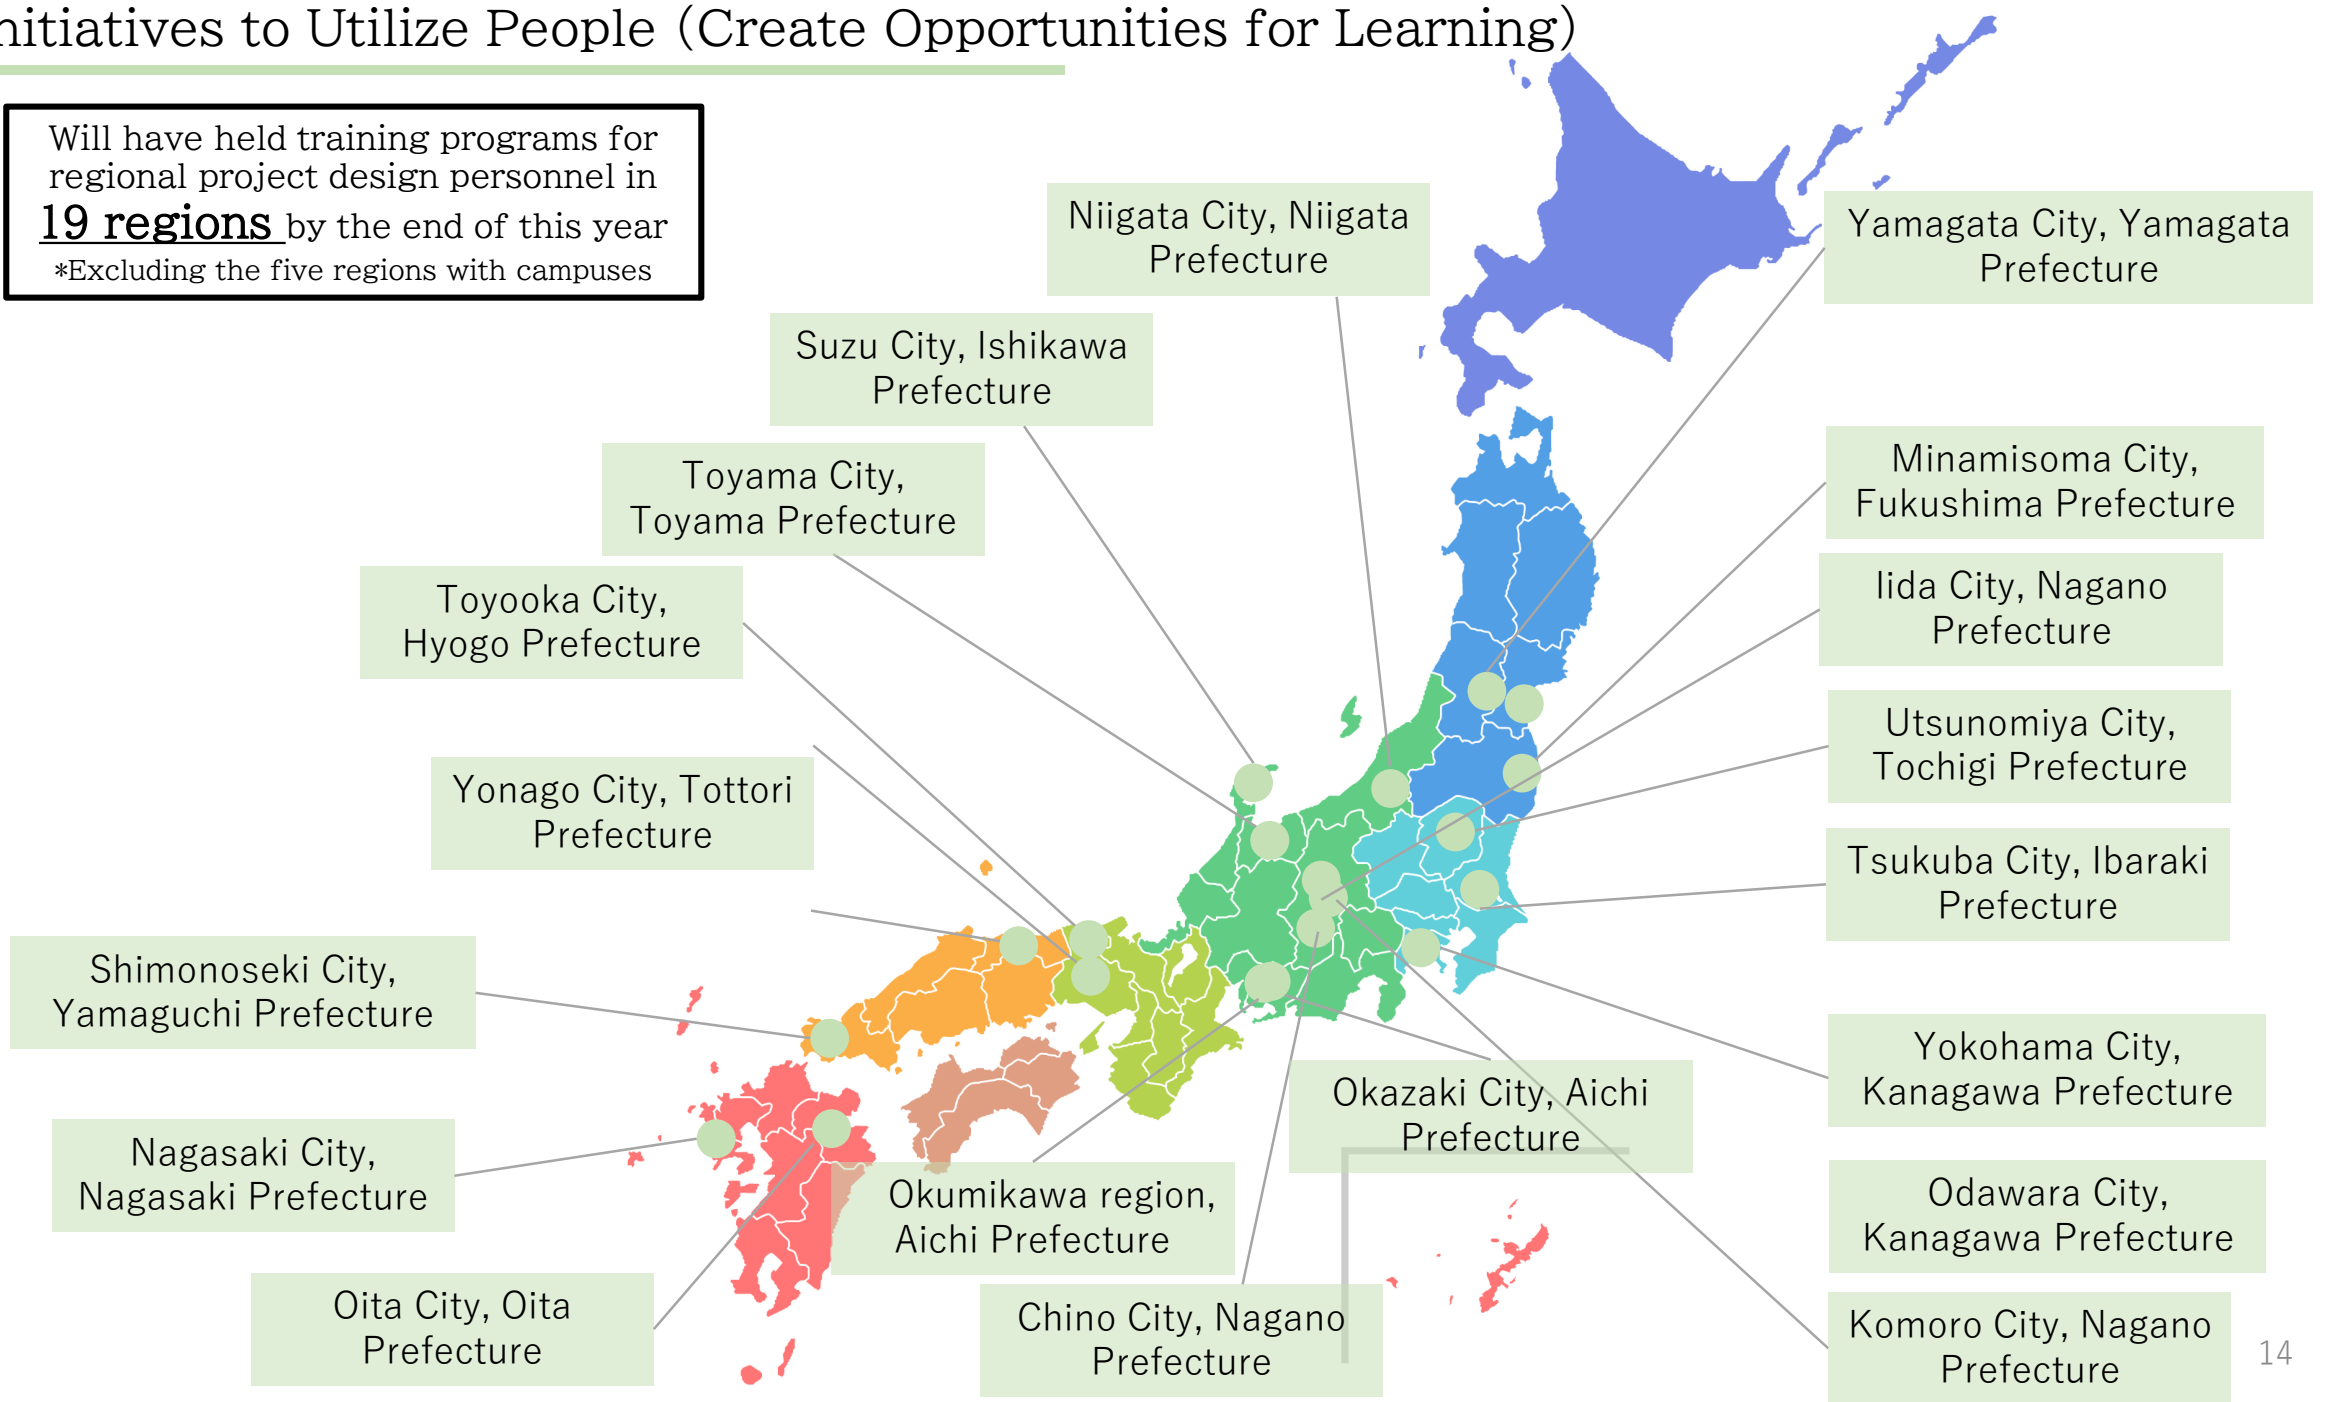 nitiatives to Utilize People (Create Opportunities for Learning)
Will have held training programs for
regional project design personnel in
19 regions by the end of this year
*Excluding the five regions with campuses
Niigata City, Niigata
Prefecture
Yamagata City, Yamagata
Prefecture
Suzu City, Ishikawa
Prefecture
Toyama City,
Toyama Prefecture
Minamisoma City,
Fukushima Prefecture
Toyooka City,
Hyogo Prefecture
Iida City, Nagano
Prefecture
Utsunomiya City,
Tochigi Prefecture
Yonago City, Tottori
Prefecture
Tsukuba City, Ibaraki
Prefecture
Shimonoseki City,
Yamaguchi Prefecture
Yokohama City,
Kanagawa Prefecture
Okazaki City, Aichi
Prefecture
Nagasaki City,
Nagasaki Prefecture
Okumikawa region,
Aichi Prefecture
Odawara City,
Kanagawa Prefecture
Oita City, Oita
Prefecture
Chino City, Nagano
Prefecture
Komoro City, Nagano
Prefecture
14